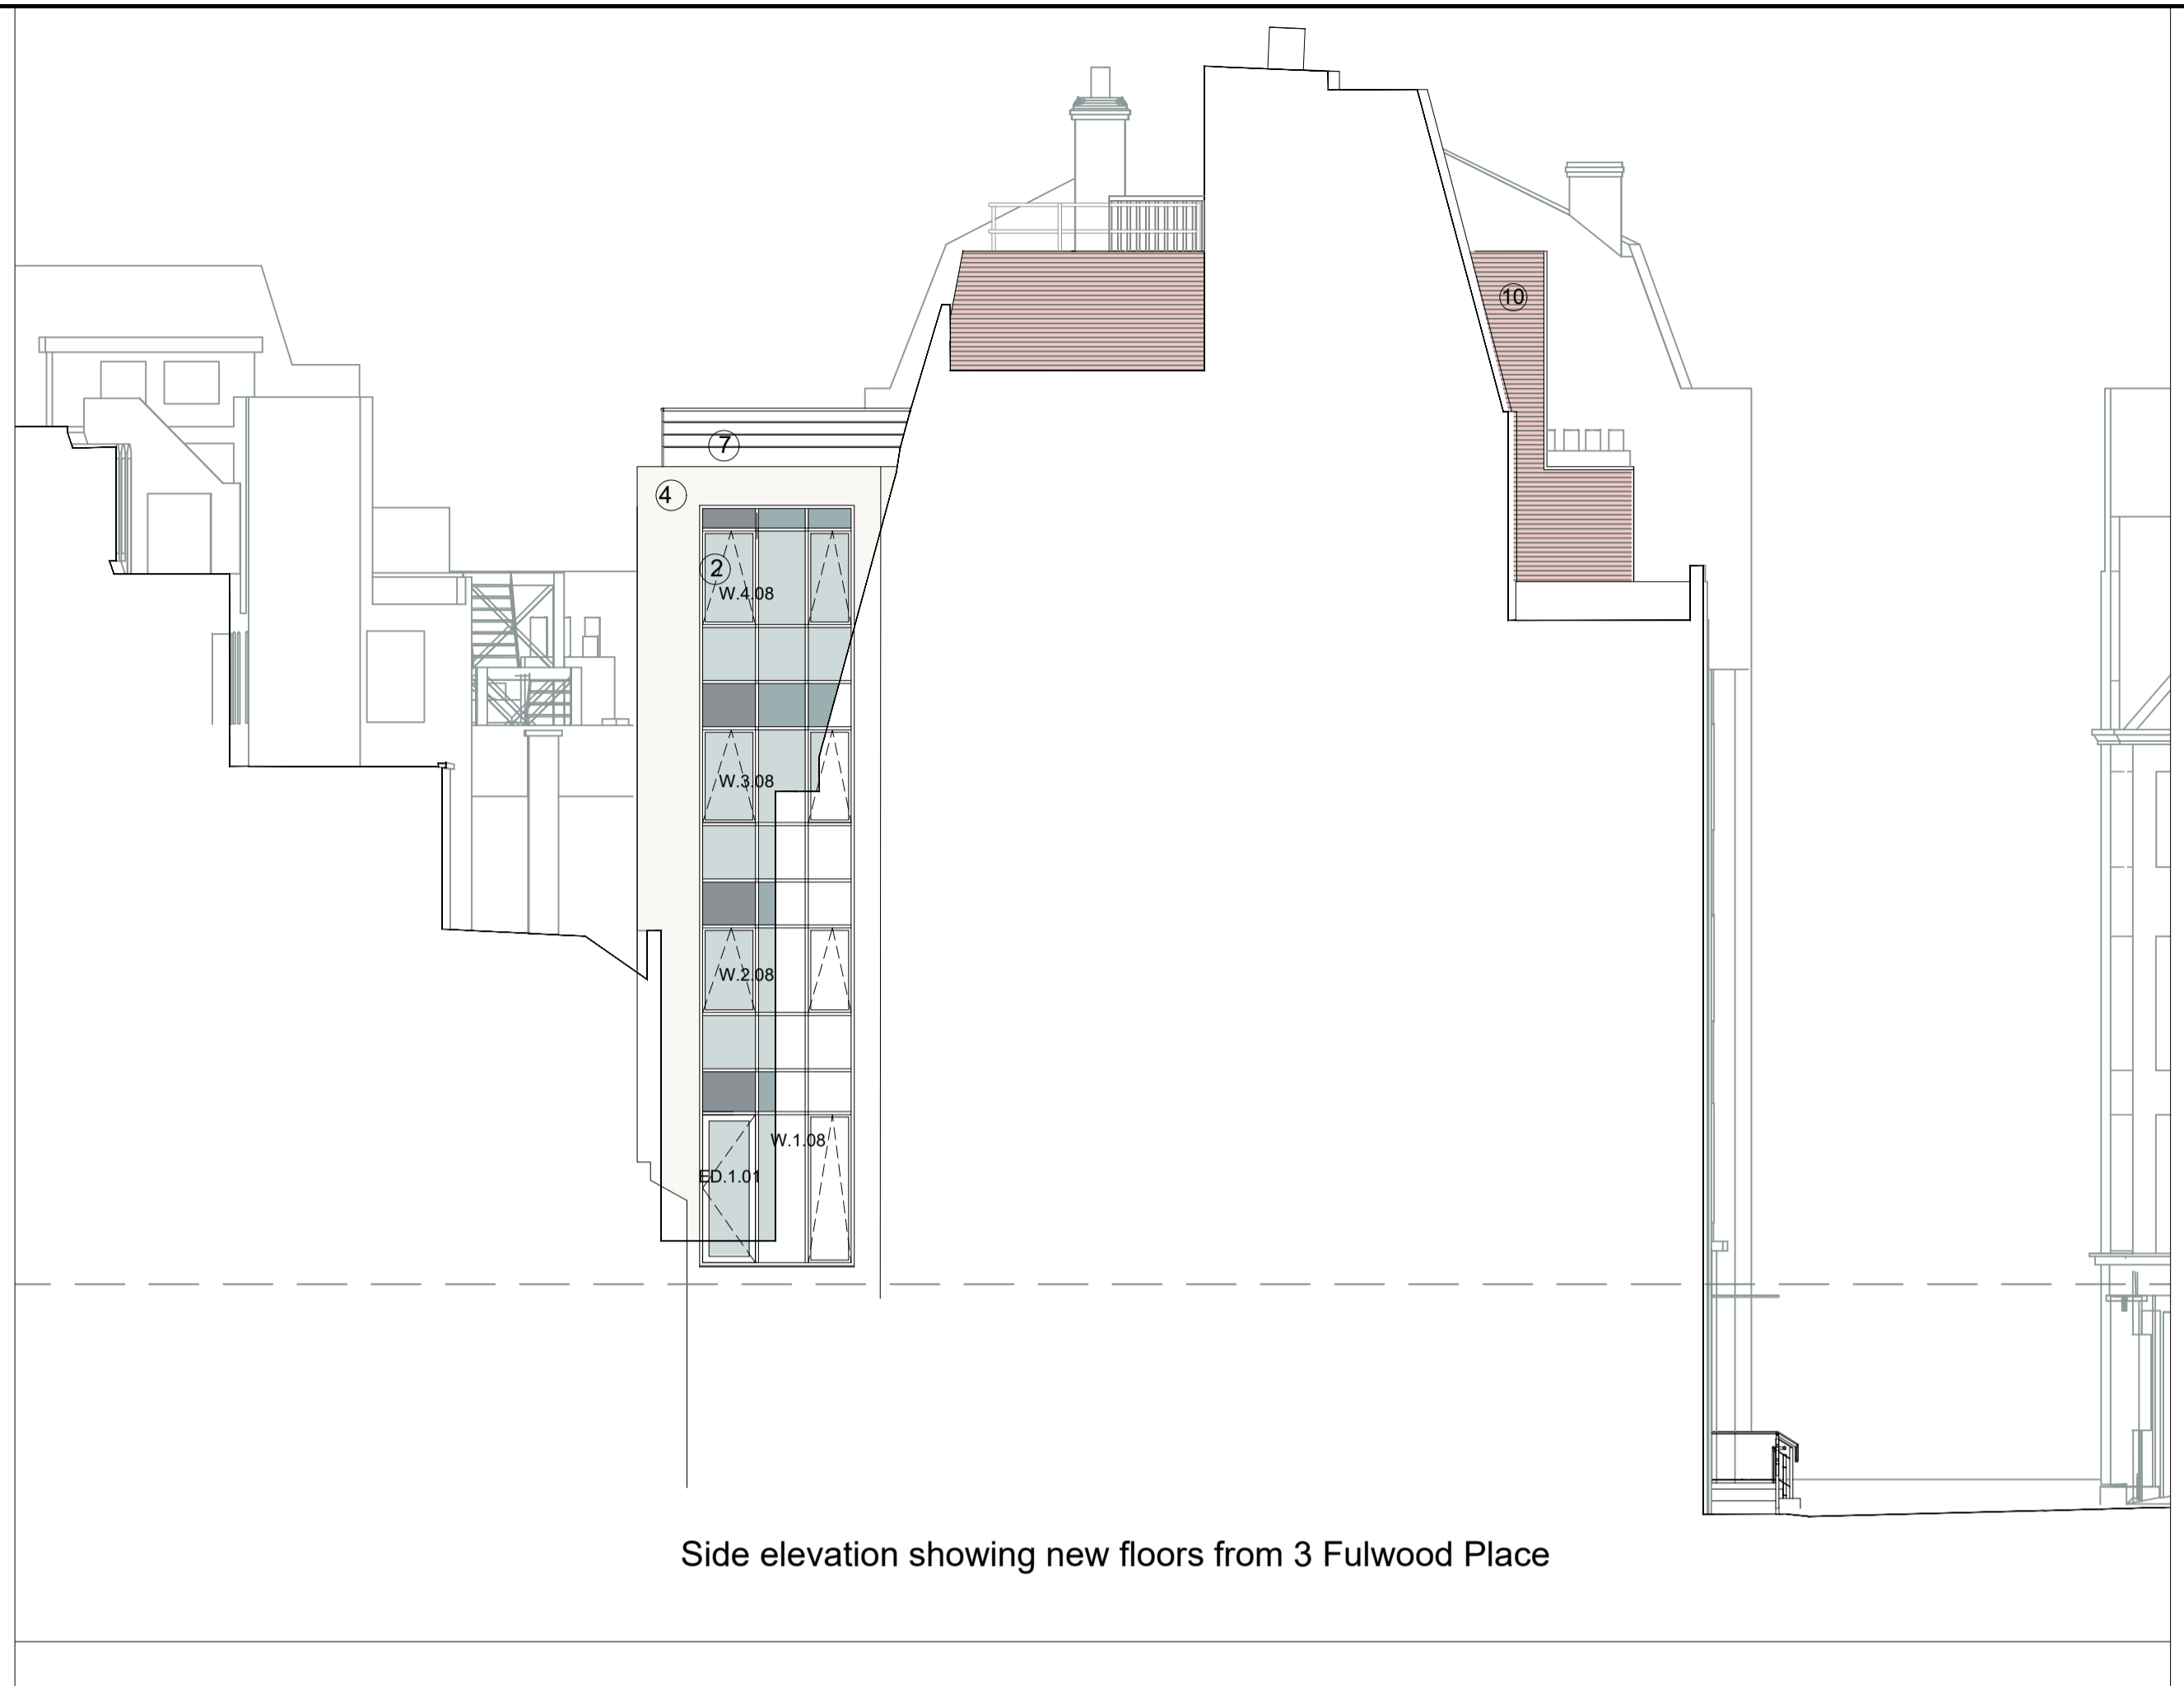 10
7
4
2
W.4.08
W.3.08
W.2.08
W.1.08
ED.1.01
Side elevation showing new floors from 3 Fulwood Place